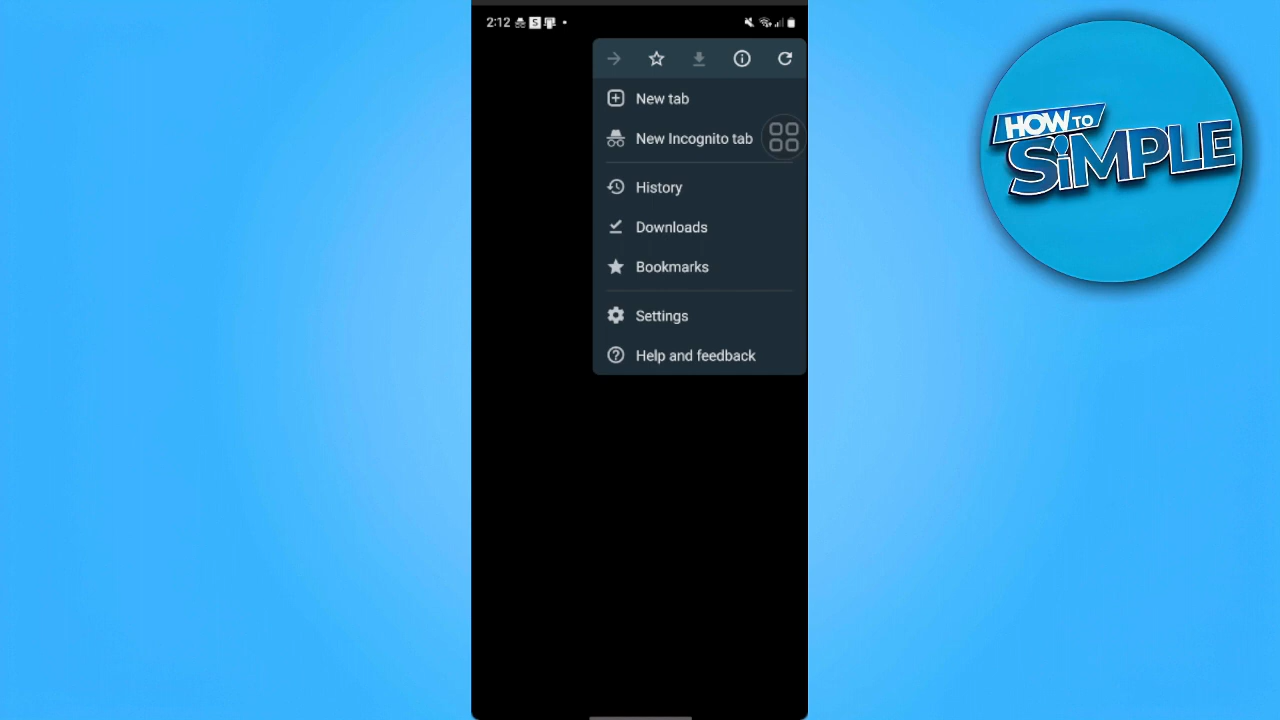 2:12
New tab
New Incognito tab
History
Downloads
Bookmarks
Settings
Help and feedback
HOW TO
SiMPLE